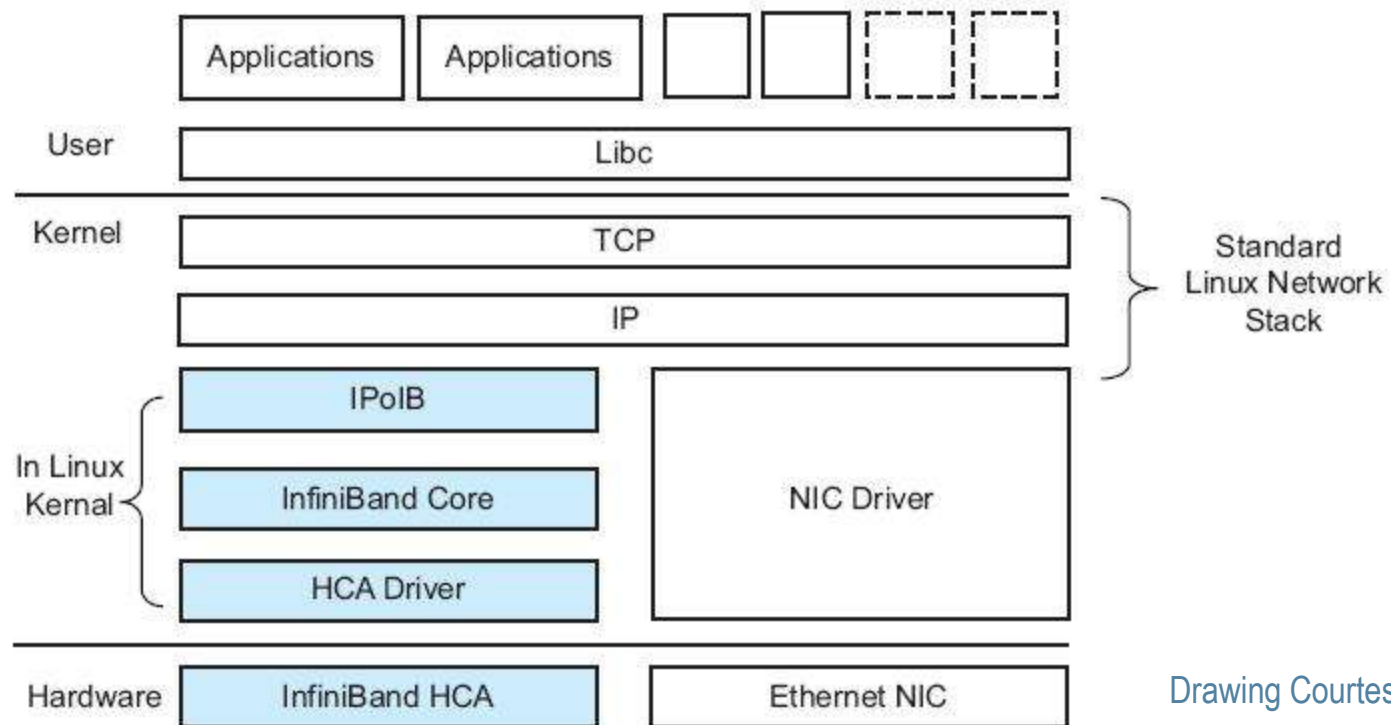 Applications
Applications
User
Libc
Kernel
TCP
IP
Standard
Linux Network
Stack
IPoIB
In Linux
Kernal
InfiniBand Core
NIC Driver
HCA Driver
Hardware
InfiniBand HCA
Ethernet NIC
Drawing Courtes